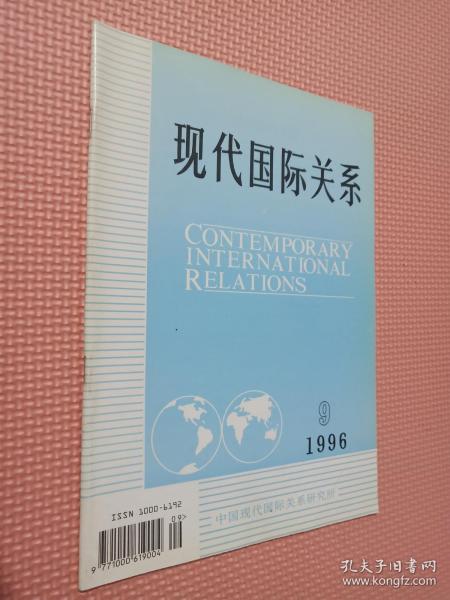 现代国际关系
CONTEMPORARY
INTERNATIONAL
RELATIONS
9
1996
ISSN 1000-6192
09>
9 771000 619004
中国现代国际关系研究所
孔夫子旧书网
www.kongfz.com